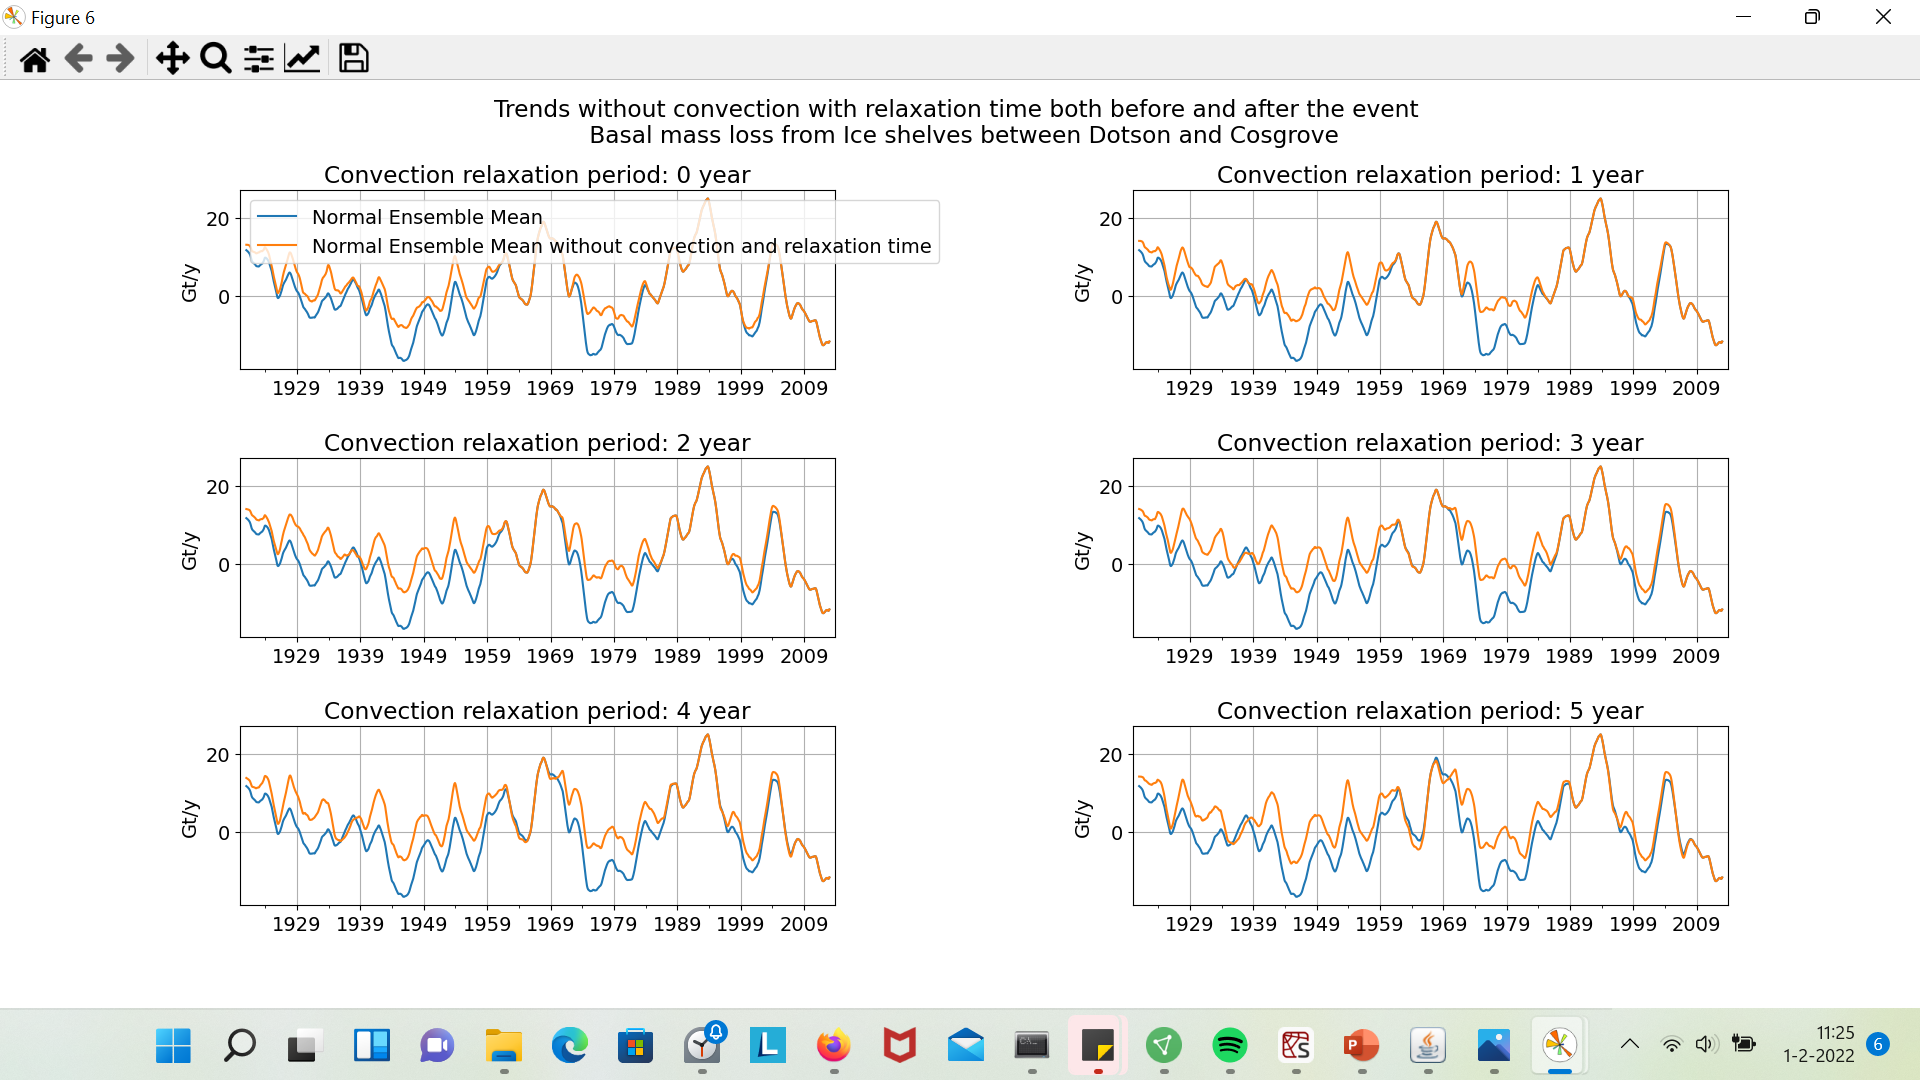 Figure 6
Trends without convection with relaxation time both before and after the event
Basal mass loss from Ice shelves between Dotson and Cosgrove
Convection relaxation period: 0 year
Normal Ensemble Mean
Normal Ensemble Mean without convection and relaxation time
20
0
Gt/y
1929 1939 1949 1959 1969 1979 1989 1999 2009
Convection relaxation period: 1 year
20
0
Gt/y
1929 1939 1949 1959 1969 1979 1989 1999 2009
Convection relaxation period: 2 year
20
0
Gt/y
1929 1939 1949 1959 1969 1979 1989 1999 2009
Convection relaxation period: 3 year
20
0
Gt/y
1929 1939 1949 1959 1969 1979 1989 1999 2009
Convection relaxation period: 4 year
20
0
Gt/y
1929 1939 1949 1959 1969 1979 1989 1999 2009
Convection relaxation period: 5 year
20
0
Gt/y
1929 1939 1949 1959 1969 1979 1989 1999 2009
L
C:\_
S
P
11:25
1-2-2022
6